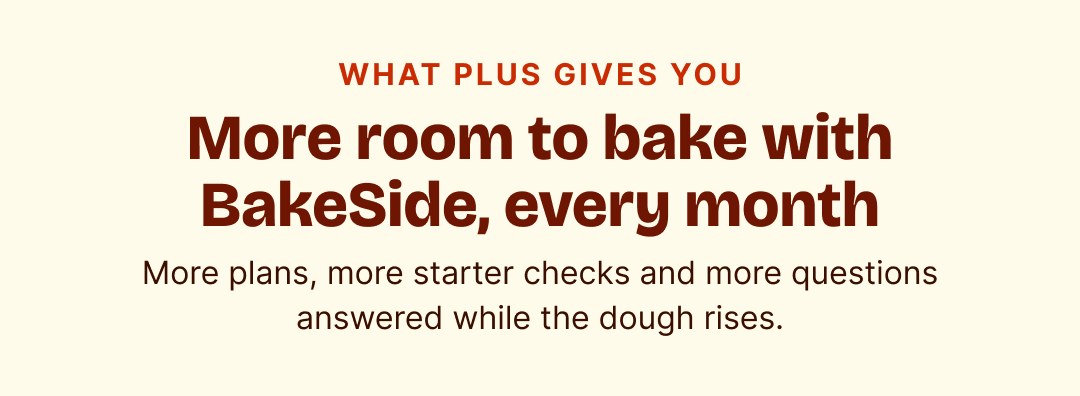 WHAT PLUS GIVES YOU
More room to bake with
BakeSide, every month
More plans, more starter checks and more questions
answered while the dough rises.